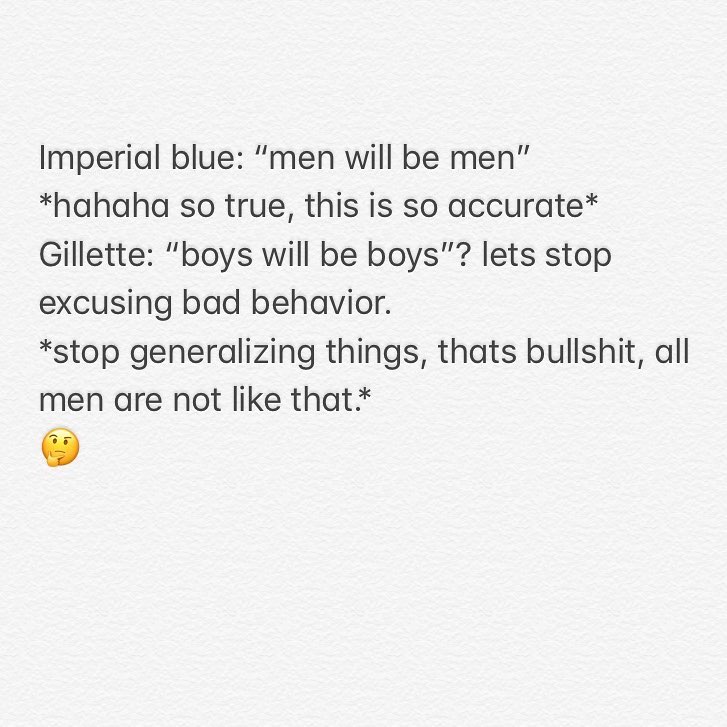 Imperial blue: “men will be men”
*hahaha so true, this is so accurate*
Gillette: “boys will be boys”? lets stop
excusing bad behavior.
*stop generalizing things, thats bullshit, all
men are not like that.*
🤔